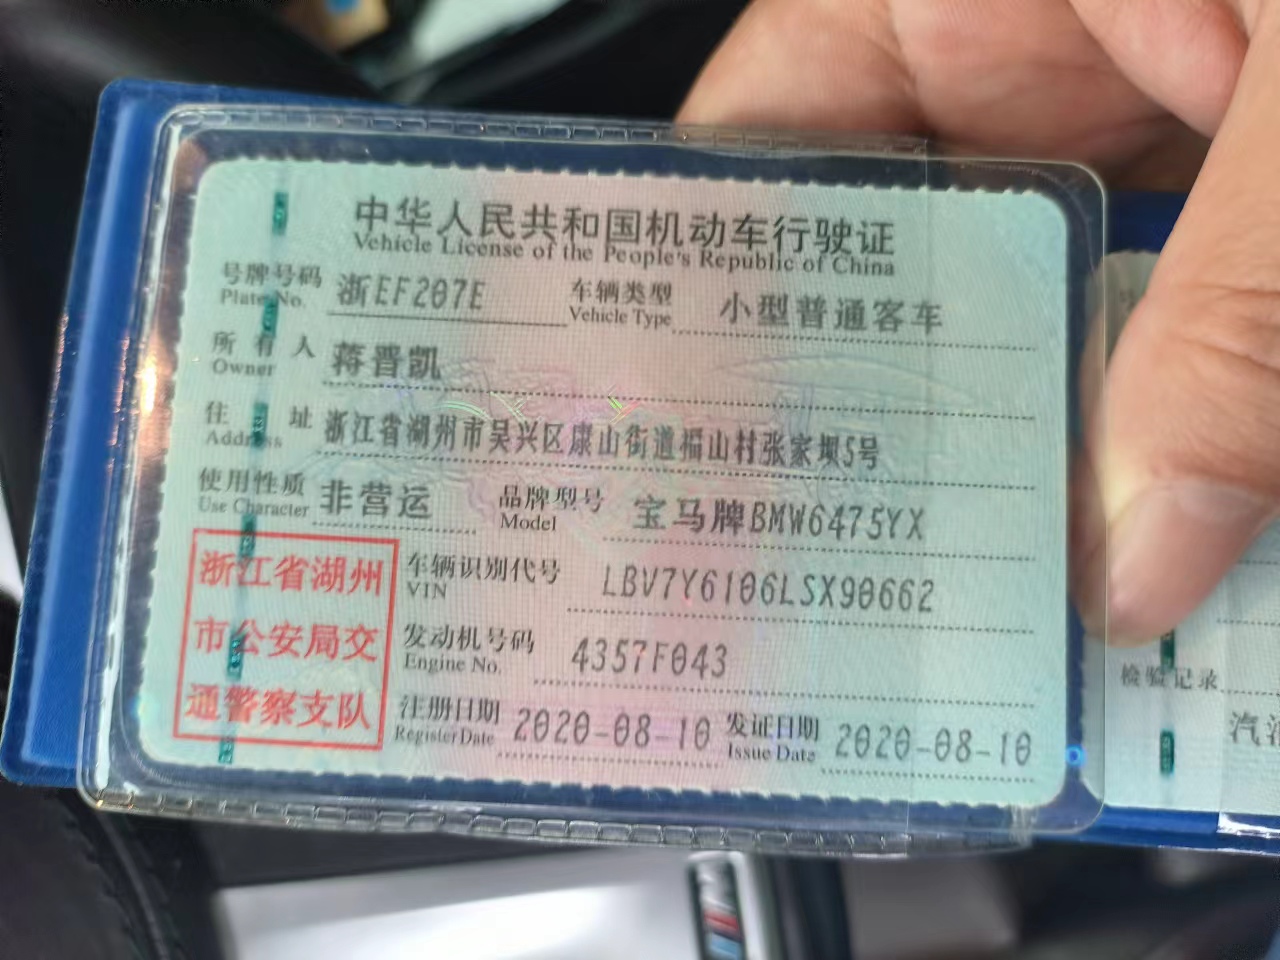 中华人民共和国机动车行驶证
Vehicle License of the People's Republic of China
号牌号码 浙EF207E 车辆类型 小型普通客车
Plate No. Vehicle Type
所有人 蒋晋凯
Owner
住址 浙江省湖州市吴兴区康山街道福山村张家坝5号
Address
使用性质 非营运 品牌型号 宝马牌BMW6475YX
Use Character Model
浙江省湖州
市公安局交
通警察支队
车辆识别代号 LBV7Y6106LSX90662
VIN
发动机号码 4357F043
Engine No.
注册日期 2020-08-10 发证日期 2020-08-10
Register Date Issue Date
检验记录